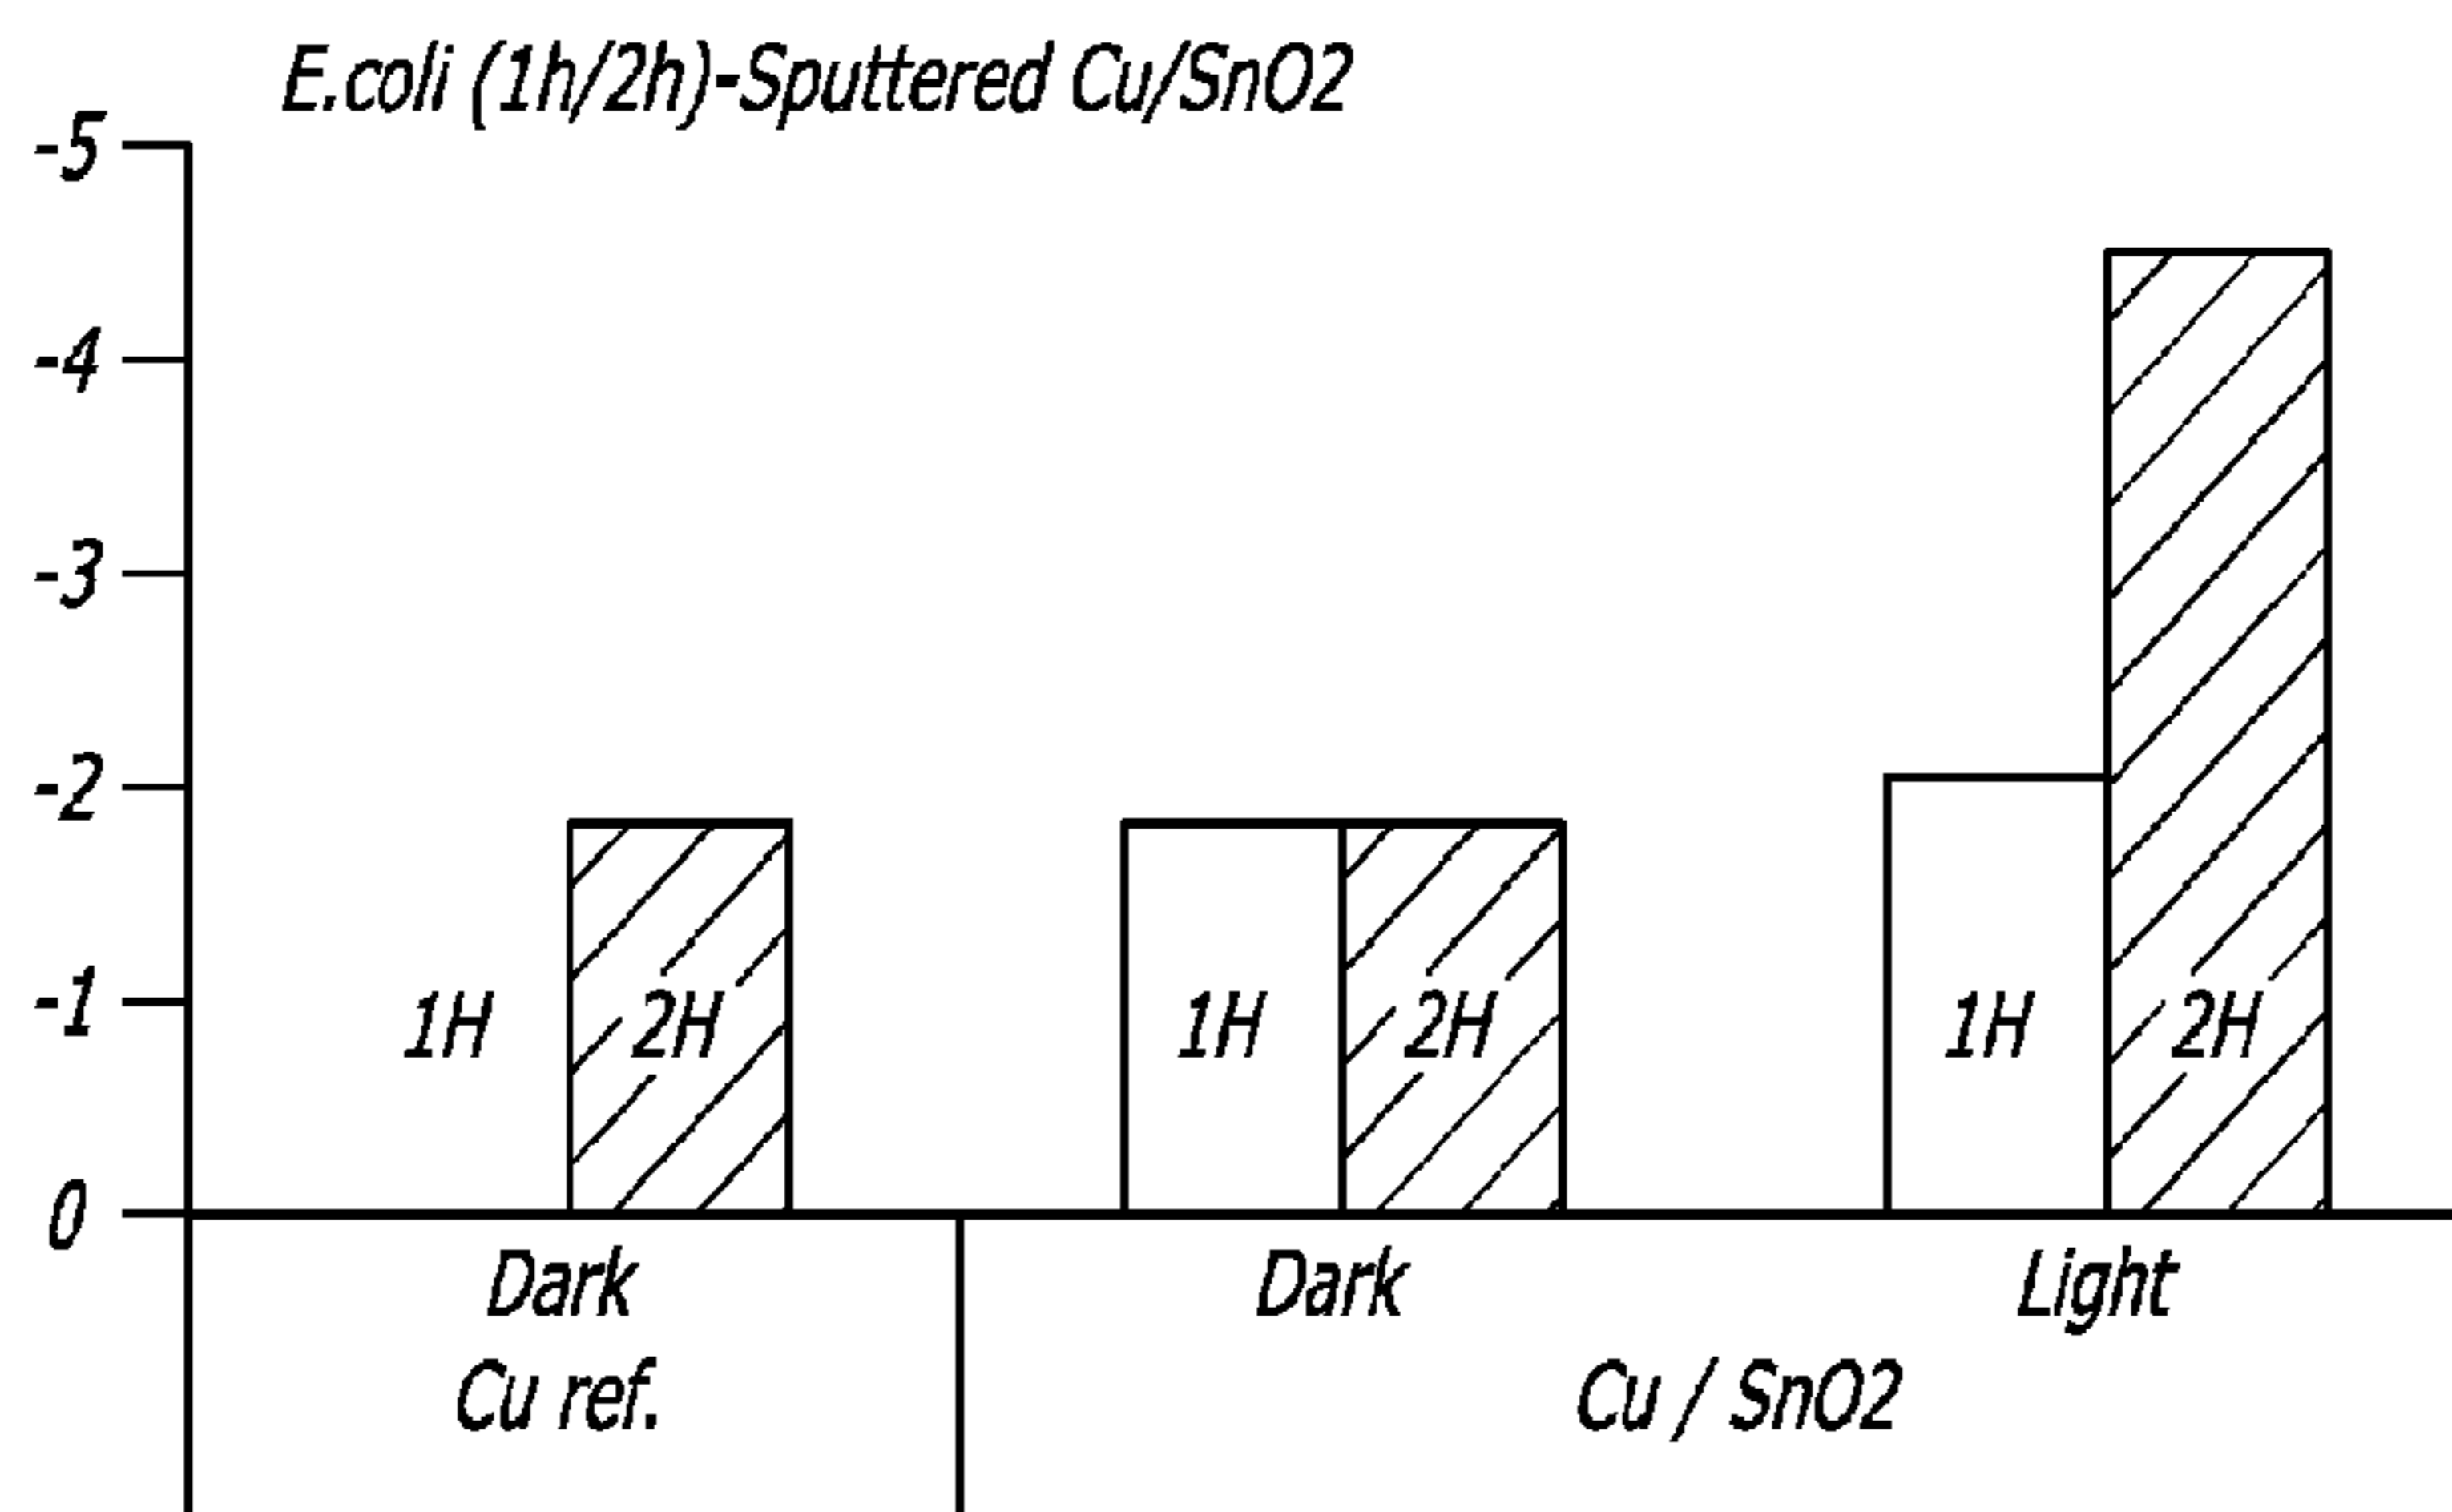 E.coli (1h/2h)-Sputtered Cu/SnO2
-5
-4
-3
-2
-1
0
1H 2H 1H 2H 1H 2H
Dark Dark Light
Cu ref. Cu / SnO2